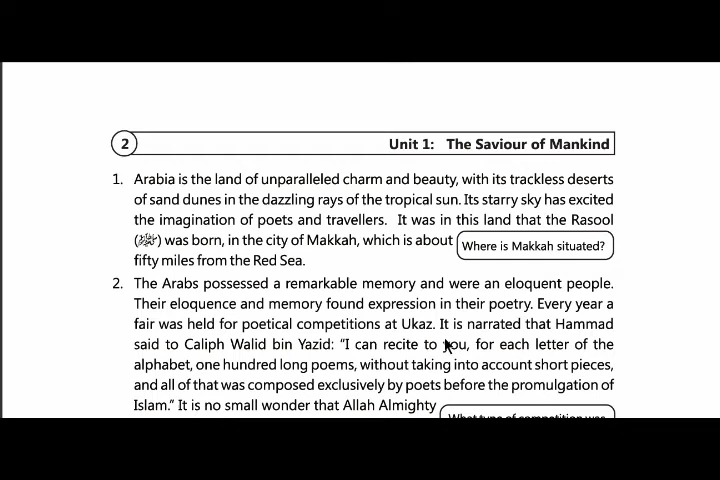 2
Unit 1: The Saviour of Mankind
1. Arabia is the land of unparalleled charm and beauty, with its trackless deserts
of sand dunes in the dazzling rays of the tropical sun. Its starry sky has excited
the imagination of poets and travellers. It was in this land that the Rasool
(ﷺ) was born, in the city of Makkah, which is about
Where is Makkah situated?
fifty miles from the Red Sea.
2. The Arabs possessed a remarkable memory and were an eloquent people.
Their eloquence and memory found expression in their poetry. Every year a
fair was held for poetical competitions at Ukaz. It is narrated that Hammad
said to Caliph Walid bin Yazid: “I can recite to you, for each letter of the
alphabet, one hundred long poems, without taking into account short pieces,
and all of that was composed exclusively by poets before the promulgation of
Islam.” It is no small wonder that Allah Almighty
What type of competition was